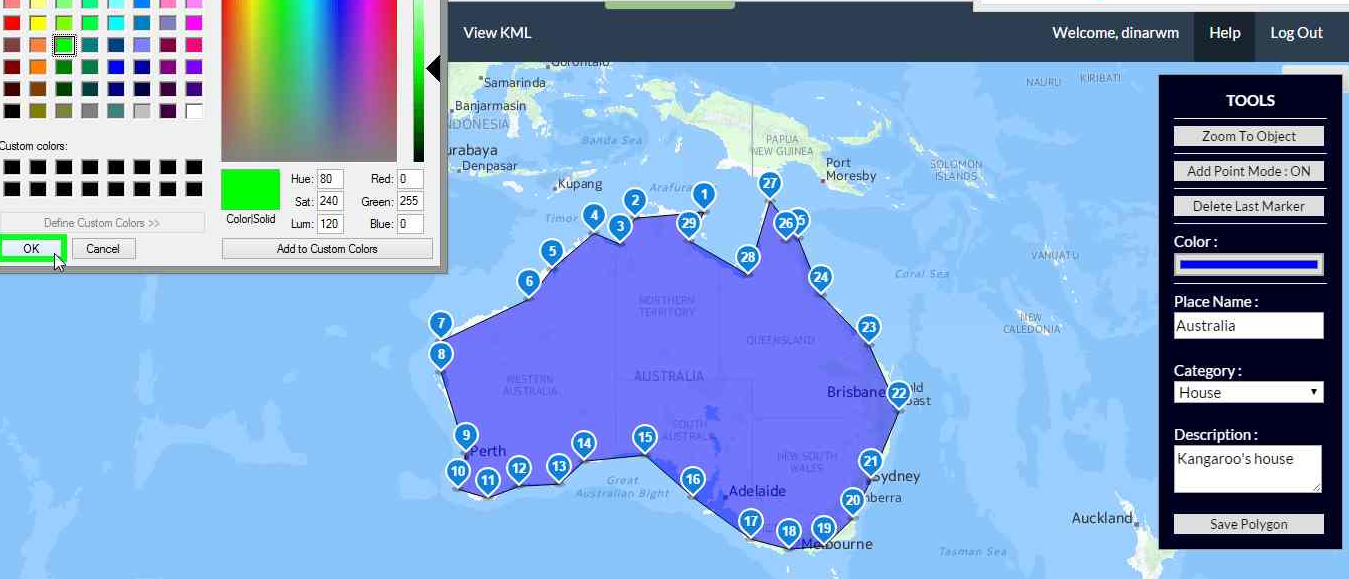 View KML
Welcome, dinarwm
Help
Log Out
Custom colors:
Define Custom Colors >>
OK
Cancel
Color|Solid
Hue: 80
Sat: 240
Lum: 120
Red: 0
Green: 255
Blue: 0
Add to Custom Colors
Gorontalo
Samarinda
Banjarmasin
Denpasar
Kupang
Banda Sea
Arafura
Timor
PAPUA
NEW GUINEA
Port
Moresby
SOLOMON
ISLANDS
NAURU
KIRIBATI
VANUATU
NEW
CALEDONIA
Coral Sea
NORTHERN
TERRITORY
QUEENSLAND
WESTERN
AUSTRALIA
AUSTRALIA
SOUTH
AUSTRALIA
NEW SOUTH
WALES
Brisbane
Perth
Great
Australian Bight
Adelaide
Sydney
Melbourne
Auckland
Tasman Sea
1
2
3
4
5
6
7
8
9
10
11
12
13
14
15
16
17
18
19
20
21
22
23
24
26
27
28
29
TOOLS
Zoom To Object
Add Point Mode : ON
Delete Last Marker
Color :
Place Name :
Australia
Category :
House
Description :
Kangaroo's house
Save Polygon